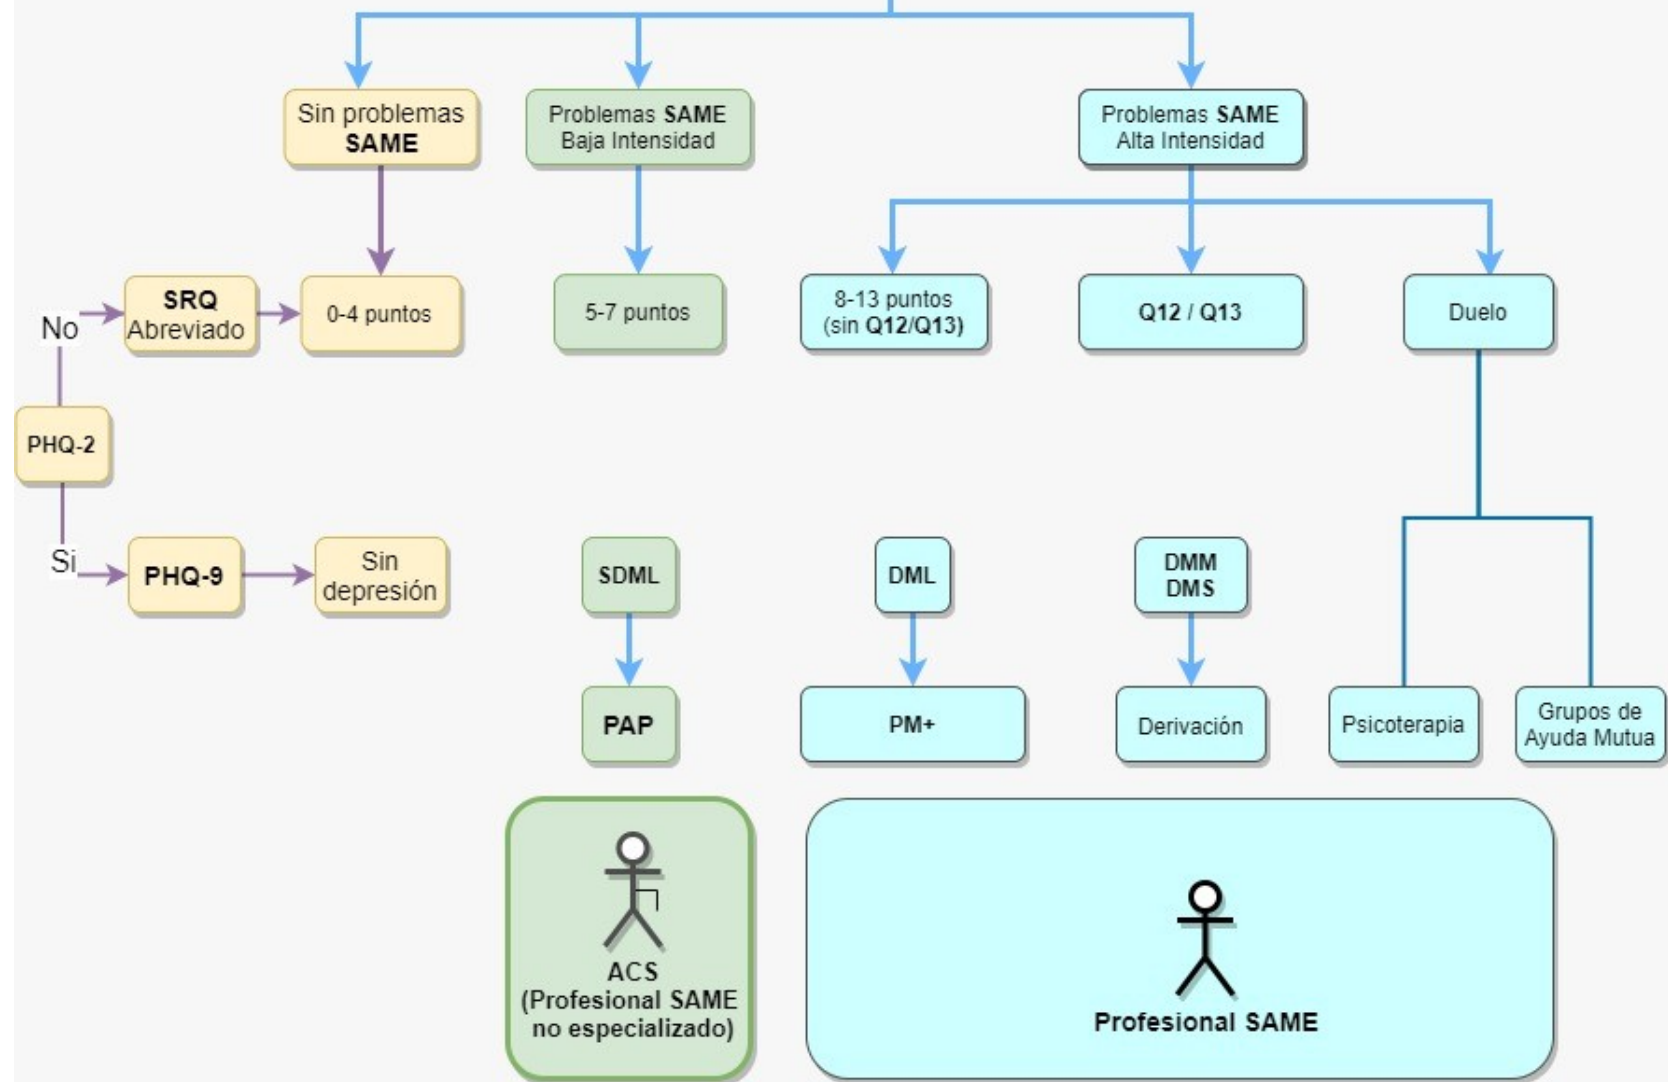 Sin problemas
SAME
Problemas SAME
Baja Intensidad
Problemas SAME
Alta Intensidad
No
SRQ
Abreviado
0-4 puntos
5-7 puntos
8-13 puntos
(sin Q12/Q13)
Q12 / Q13
Duelo
PHQ-2
Si
PHQ-9
Sin
depresión
SDML
DML
DMM
DMS
PAP
PM+
Derivación
Psicoterapia
Grupos de
Ayuda Mutua
ACS
(Profesional SAME
no especializado)
Profesional SAME